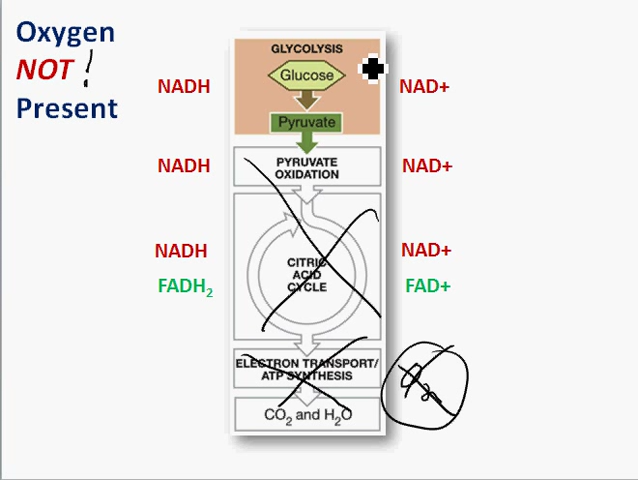 Oxygen
NOT !
Present
GLYCOLYSIS
Glucose
NADH
NAD+
Pyruvate
NADH
PYRUVATE
OXIDATION
NAD+
NADH
FADH₂
CITRIC
ACID
CYCLE
NAD+
FAD+
ELECTRON TRANSPORT/
ATP SYNTHESIS
CO₂ and H₂O